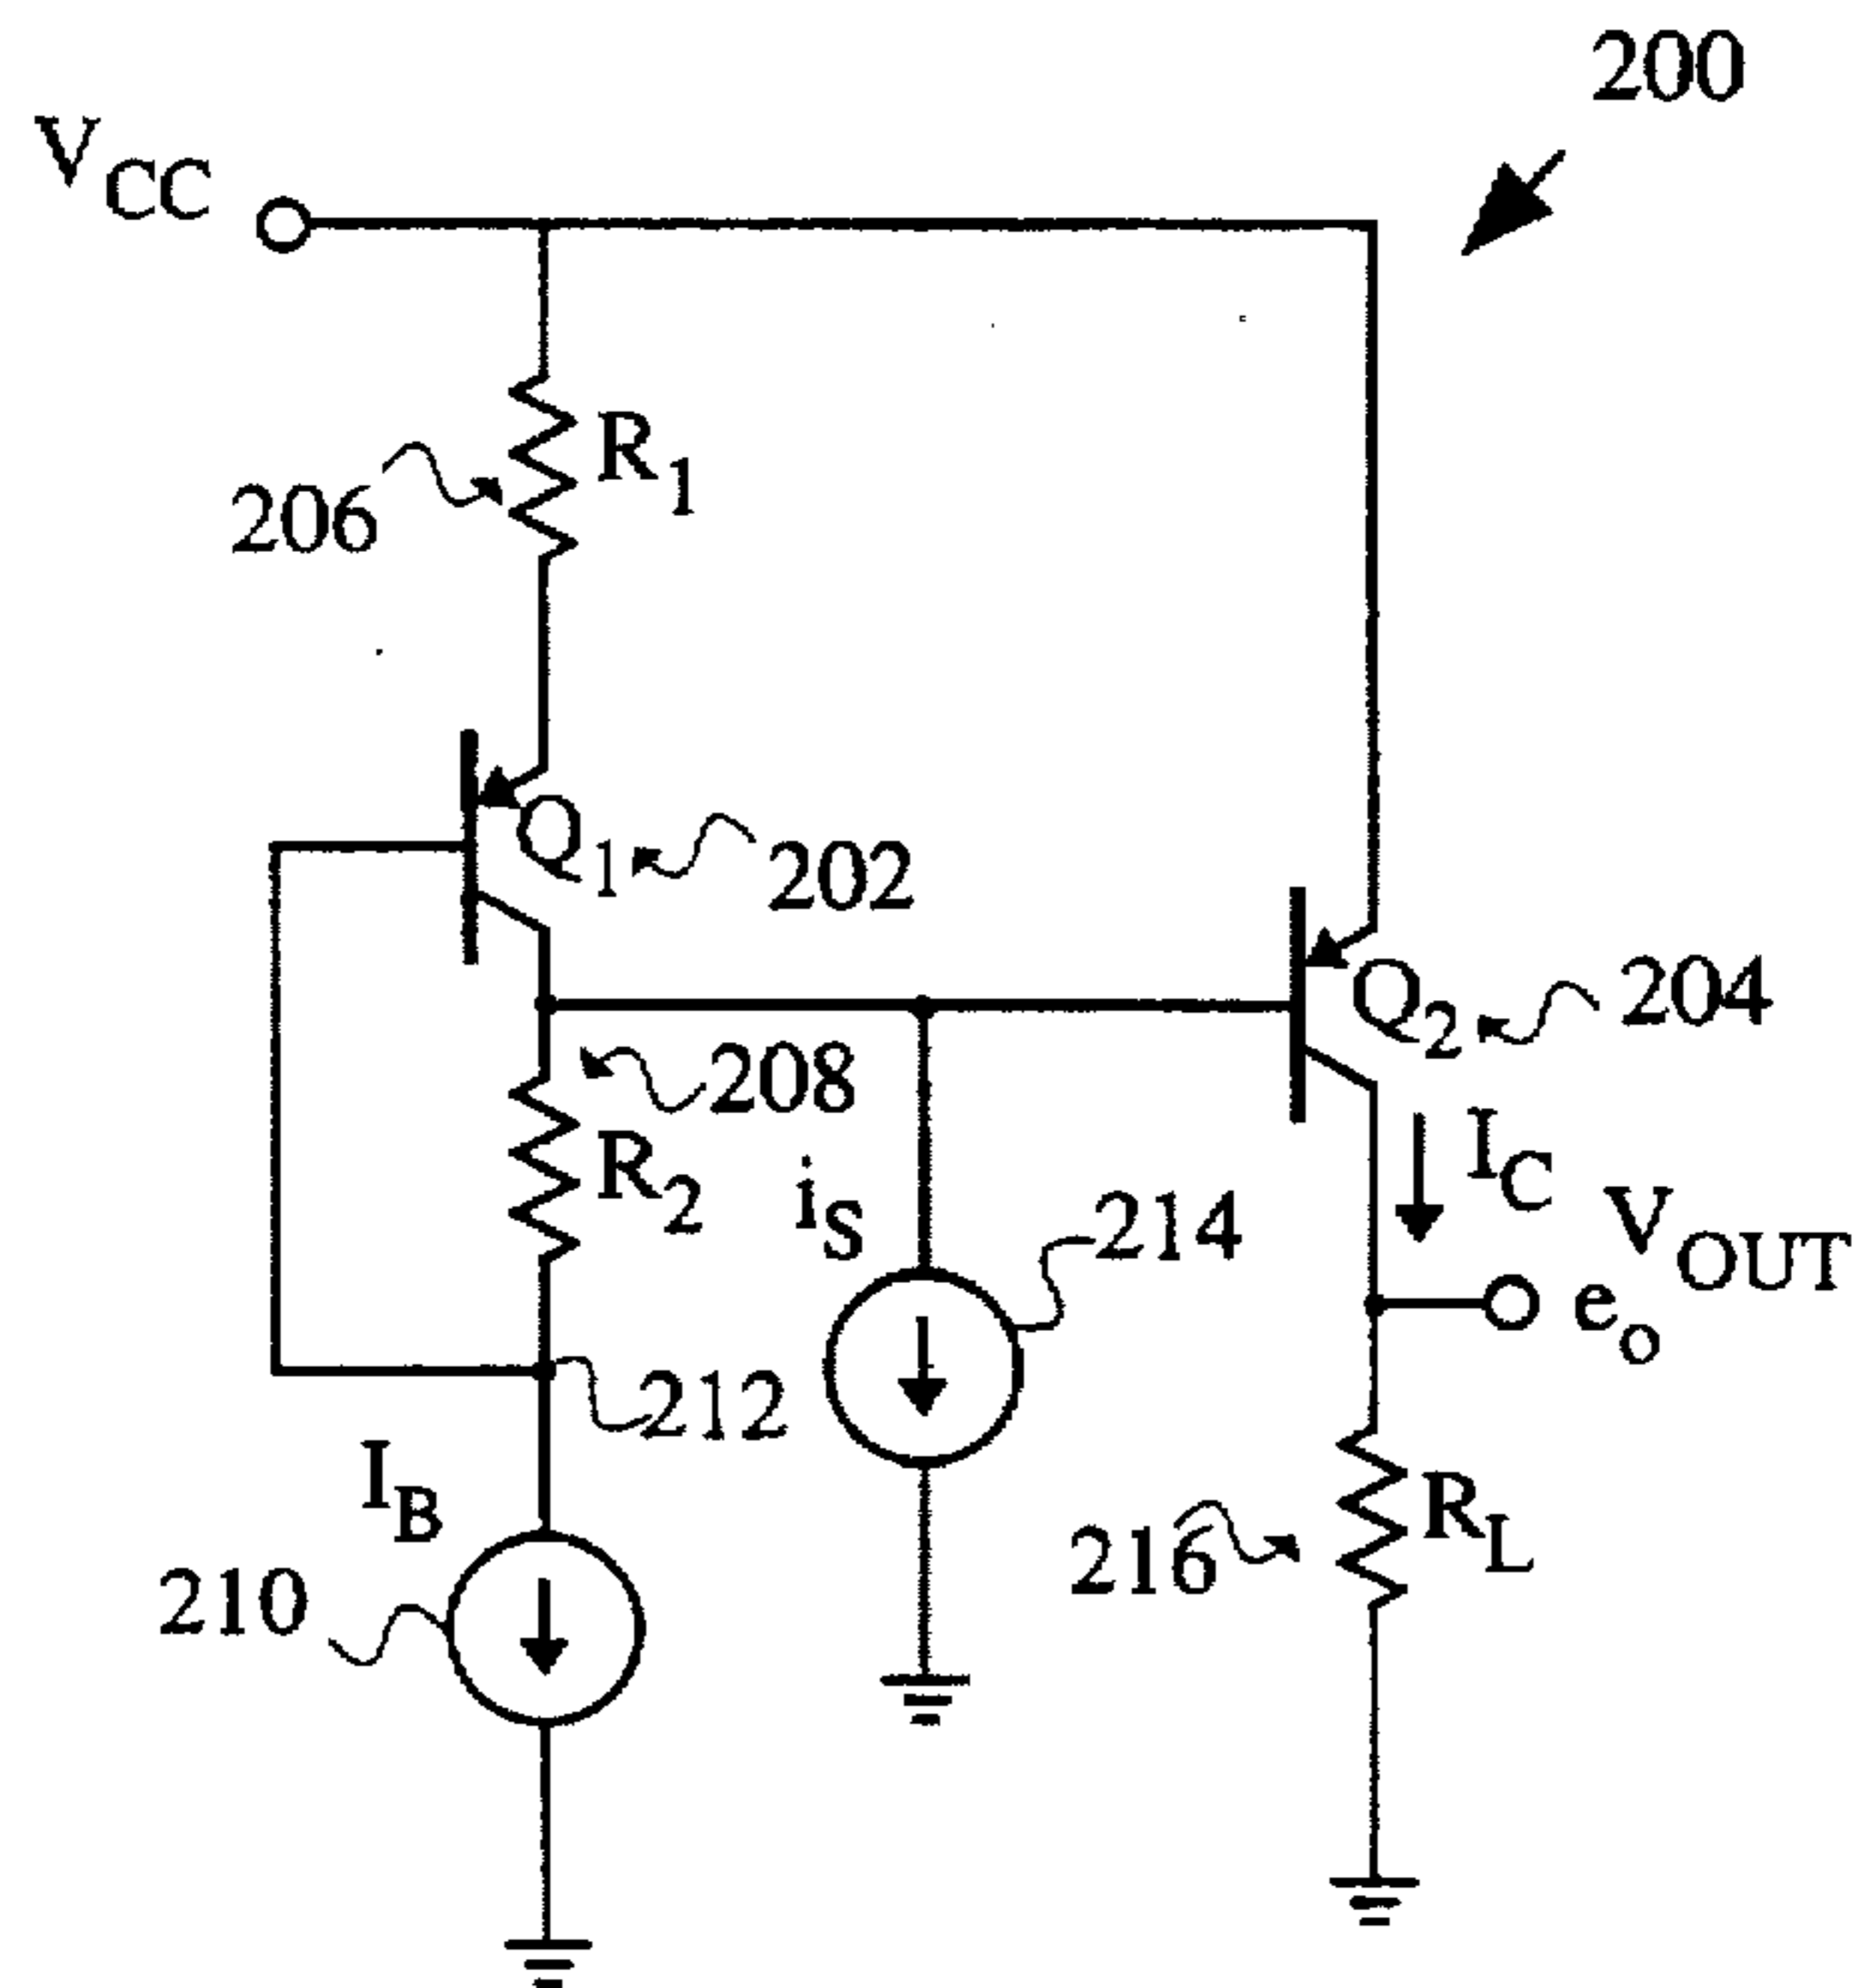 200
V_CC
R_1
206
Q_1
202
Q_2
204
208
R_2
i_S
214
I_C
V_OUT
e_o
212
I_B
210
216
R_L